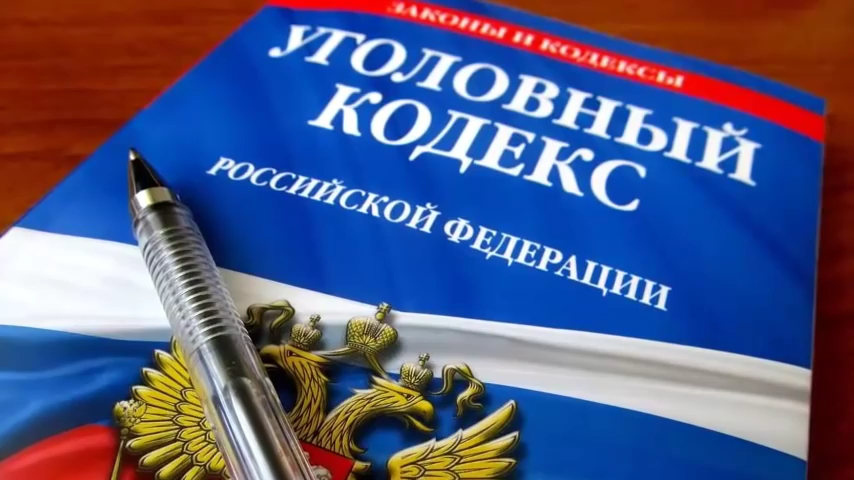 ЗАКОНЫ И КОДЕКСЫ
УГОЛОВНЫЙ
КОДЕКС
РОССИЙСКОЙ ФЕДЕРАЦИИ